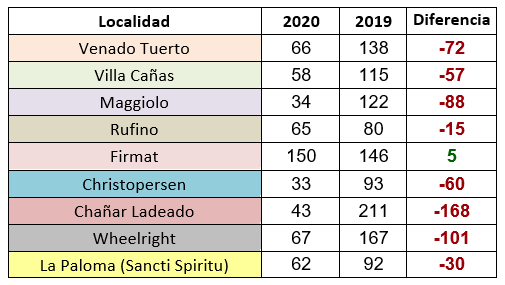 Localidad 2020 2019 Diferencia
Venado Tuerto 66 138 -72
Villa Cañas 58 115 -57
Maggiolo 34 122 -88
Rufino 65 80 -15
Firmat 150 146 5
Christopersen 33 93 -60
Chañar Ladeado 43 211 -168
Wheelright 67 167 -101
La Paloma (Sancti Spiritu) 62 92 -30